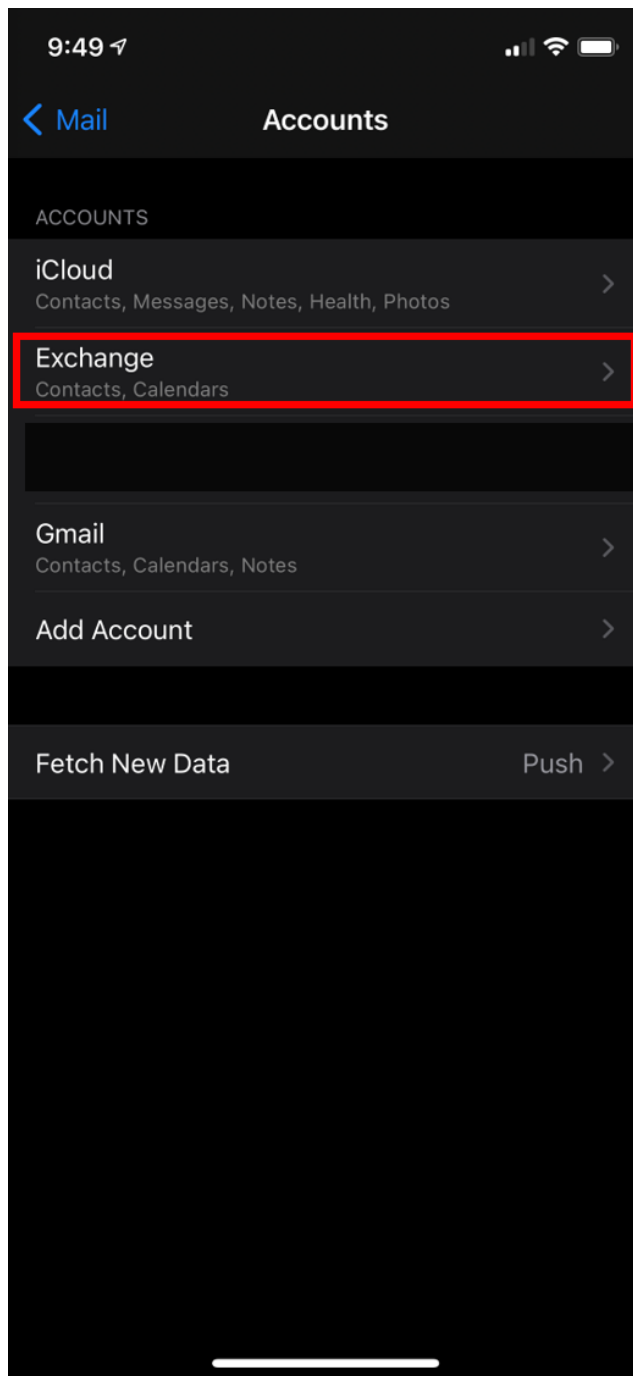 9:49
Mail
Accounts
ACCOUNTS
iCloud
Contacts, Messages, Notes, Health, Photos
Exchange
Contacts, Calendars
Gmail
Contacts, Calendars, Notes
Add Account
Fetch New Data Push